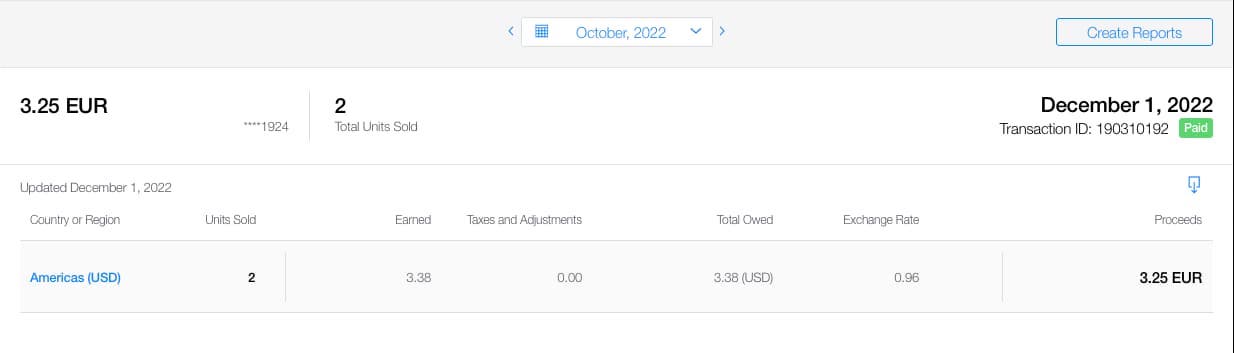 October, 2022
Create Reports
3.25 EUR
****1924
2
Total Units Sold
December 1, 2022
Transaction ID: 190310192 Paid
Updated December 1, 2022
Country or Region Units Sold Earned Taxes and Adjustments Total Owed Exchange Rate Proceeds
Americas (USD) 2 3.38 0.00 3.38 (USD) 0.96 3.25 EUR